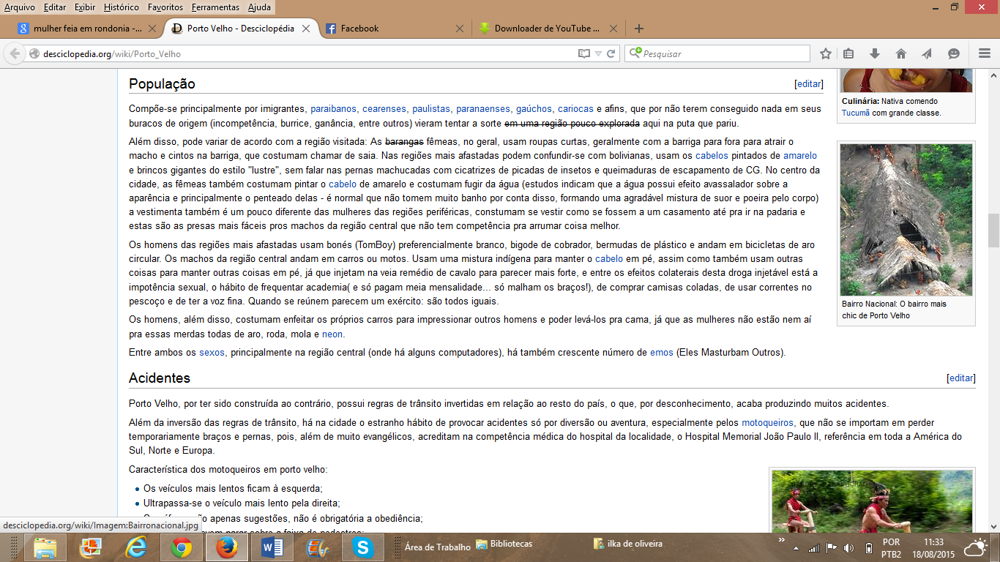 Arquivo Editar Exibir Histórico Favoritos Ferramentas Ajuda
mulher feia em rondonia -...
Porto Velho - Desciclopédia
Facebook
Downloader de YouTube ...
desciclopedia.org/wiki/Porto_Velho
Pesquisar
População
[editar]
Compõe-se principalmente por imigrantes, paraibanos, cearenses, paulistas, paranaenses, gaúchos, cariocas e afins, que por não terem conseguido nada em seus
buracos de origem (incompetência, burrice, ganância, entre outros) vieram tentar a sorte em uma região pouco explorada aqui na puta que pariu.
Além disso, pode variar de acordo com a região visitada: As barangas fêmeas, no geral, usam roupas curtas, geralmente com a barriga para fora para atrair o
macho e cintos na barriga, que costumam chamar de saia. Nas regiões mais afastadas podem confundir-se com bolivianas, usam os cabelos pintados de amarelo
e brincos gigantes do estilo "lustre", sem falar nas pernas machucadas com cicatrizes de picadas de insetos e queimaduras de escapamento de CG. No centro da
cidade, as fêmeas também costumam pintar o cabelo de amarelo e costumam fugir da água (estudos indicam que a água possui efeito avassalador sobre a
aparência e principalmente o penteado delas - é normal que não tomem muito banho por conta disso, formando uma agradável mistura de suor e poeira pelo corpo)
a vestimenta também é um pouco diferente das mulheres das regiões periféricas, constumam se vestir como se fossem a um casamento até pra ir na padaria e
estas são as presas mais fáceis pros machos da região central que não tem competência pra arrumar coisa melhor.
Os homens das regiões mais afastadas usam bonés (TomBoy) preferencialmente branco, bigode de cobrador, bermudas de plástico e andam em bicicletas de aro
circular. Os machos da região central andam em carros ou motos. Usam uma mistura indígena para manter o cabelo em pé, assim como também usam outras
coisas para manter outras coisas em pé, já que injetam na veia remédio de cavalo para parecer mais forte, e entre os efeitos colaterais desta droga injetável está a
impotência sexual, o hábito de frequentar academia( e só pagam meia mensalidade... só malham os braços!), de comprar camisas coladas, de usar correntes no
pescoço e de ter a voz fina. Quando se reúnem parecem um exército: são todos iguais.
Os homens, além disso, costumam enfeitar os próprios carros para impressionar outros homens e poder levá-los pra cama, já que as mulheres não estão nem aí
pra essas merdas todas de aro, roda, mola e neon.
Entre ambos os sexos, principalmente na região central (onde há alguns computadores), há também crescente número de emos (Eles Masturbam Outros).
Culinária: Nativa comendo
Tucumã com grande classe.
Bairro Nacional: O bairro mais
chic de Porto Velho
Acidentes
[editar]
Porto Velho, por ter sido construída ao contrário, possui regras de trânsito invertidas em relação ao resto do país, o que, por desconhecimento, acaba produzindo muitos acidentes.
Além da inversão das regras de trânsito, há na cidade o estranho hábito de provocar acidentes só por diversão ou aventura, especialmente pelos motoqueiros, que não se importam em perder
temporariamente braços e pernas, pois, além de muito evangélicos, acreditam na competência médica do hospital da localidade, o Hospital Memorial João Paulo II, referência em toda a América do
Sul, Norte e Europa.
Característica dos motoqueiros em porto velho:
Os veículos mais lentos ficam à esquerda;
Ultrapassa-se o veículo mais lento pela direita;
apenas sugestões, não é obrigatória a obediência;
parar sobre a faixa de pedestres;
desciclopedia.org/wiki/Imagem:Bairronacional.jpg
Área de Trabalho
Bibliotecas
ilka de oliveira
POR
PTB2
11:33
18/08/2015